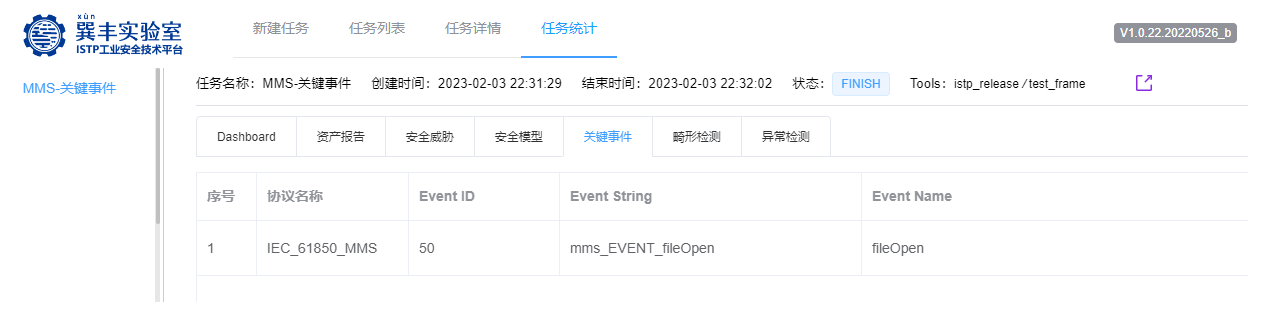 xùn
巽丰实验室
ISTP工业安全技术平台
新建任务 任务列表 任务详情 任务统计
V1.0.22.20220526_b
MMS-关键事件
任务名称：MMS-关键事件 创建时间：2023-02-03 22:31:29 结束时间：2023-02-03 22:32:02 状态： FINISH Tools：istp_release / test_frame
Dashboard 资产报告 安全威胁 安全模型 关键事件 畸形检测 异常检测
序号 协议名称 Event ID Event String Event Name
1 IEC_61850_MMS 50 mms_EVENT_fileOpen fileOpen